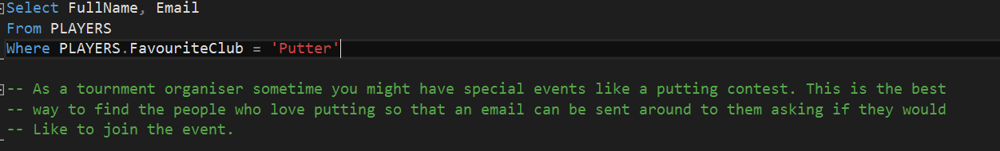 Select FullName, Email
From PLAYERS
Where PLAYERS.FavouriteClub = 'Putter'
-- As a tournment organiser sometime you might have special events like a putting contest. This is the best
-- way to find the people who love putting so that an email can be sent around to them asking if they would
-- Like to join the event.